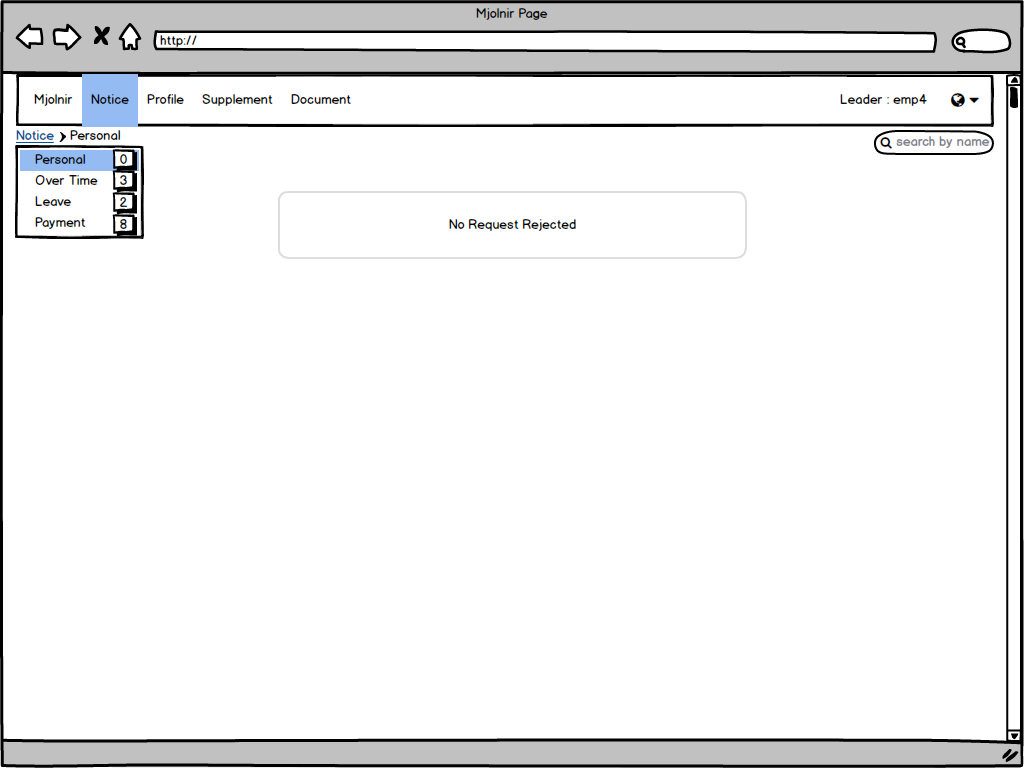 Mjolnir Page
http://
Mjolnir Notice Profile Supplement Document Leader : emp4
Notice Personal search by name
Personal 0
Over Time 3
Leave 2
Payment 8
No Request Rejected